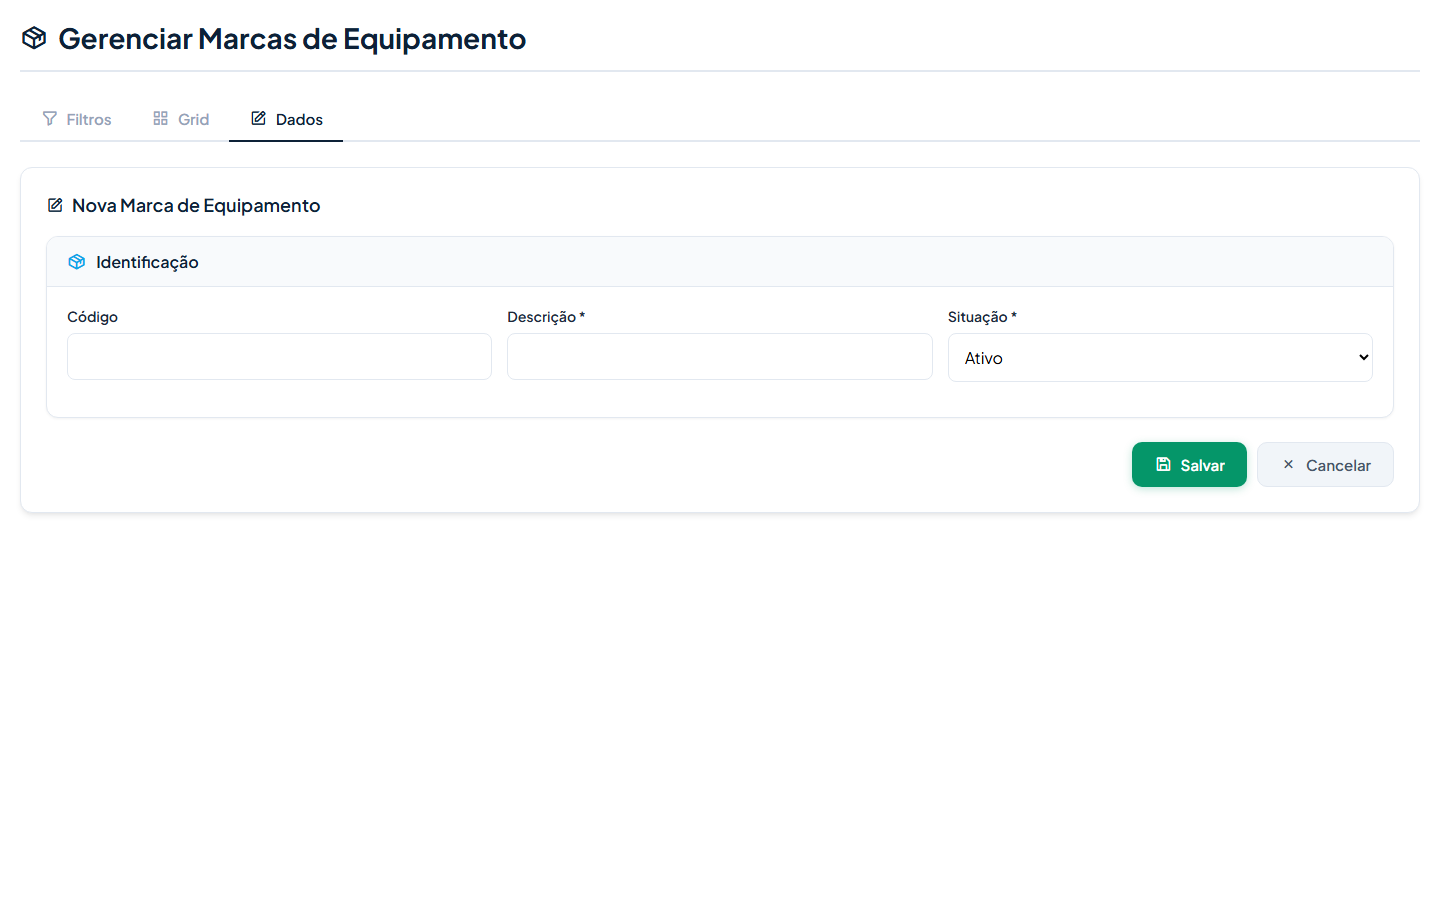 Gerenciar Marcas de Equipamento
Filtros Grid Dados
Nova Marca de Equipamento
Identificação
Código Descrição * Situação *
Ativo
Salvar Cancelar